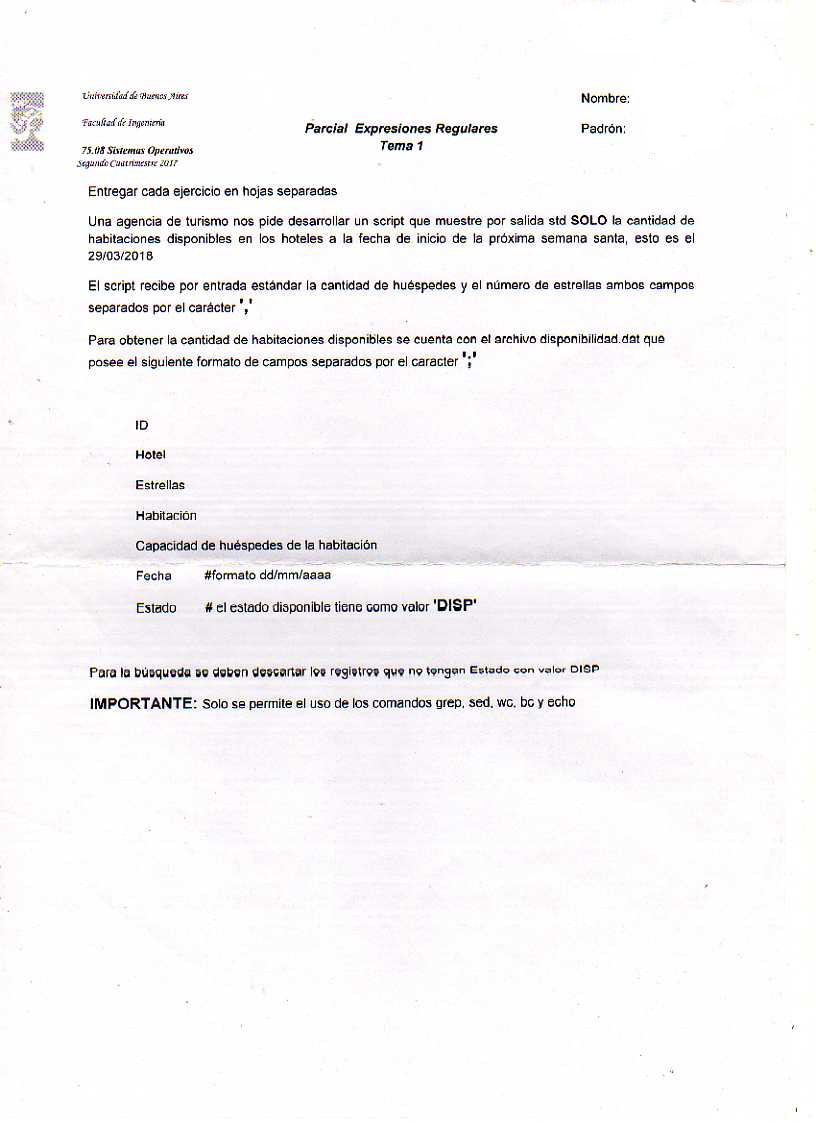 Universidad de Buenos Aires
Nombre:
Facultad de Ingeniería
Parcial Expresiones Regulares
Padrón:
Tema 1
75.08 Sistemas Operativos
Segundo Cuatrimestre 2017
Entregar cada ejercicio en hojas separadas
Una agencia de turismo nos pide desarrollar un script que muestre por salida std SOLO la cantidad de
habitaciones disponibles en los hoteles a la fecha de inicio de la próxima semana santa, esto es el
29/03/2018
El script recibe por entrada estándar la cantidad de huéspedes y el número de estrellas ambos campos
separados por el carácter ','
Para obtener la cantidad de habitaciones disponibles se cuenta con el archivo disponibilidad.dat que
posee el siguiente formato de campos separados por el caracter ';'
ID
Hotel
Estrellas
Habitación
Capacidad de huéspedes de la habitación
Fecha #formato dd/mm/aaaa
Estado # el estado disponible tiene como valor 'DISP'
Para la búsqueda se deben descartar los registros que no tengan Estado con valor DISP
IMPORTANTE: Solo se permite el uso de los comandos grep, sed, wc, bc y echo